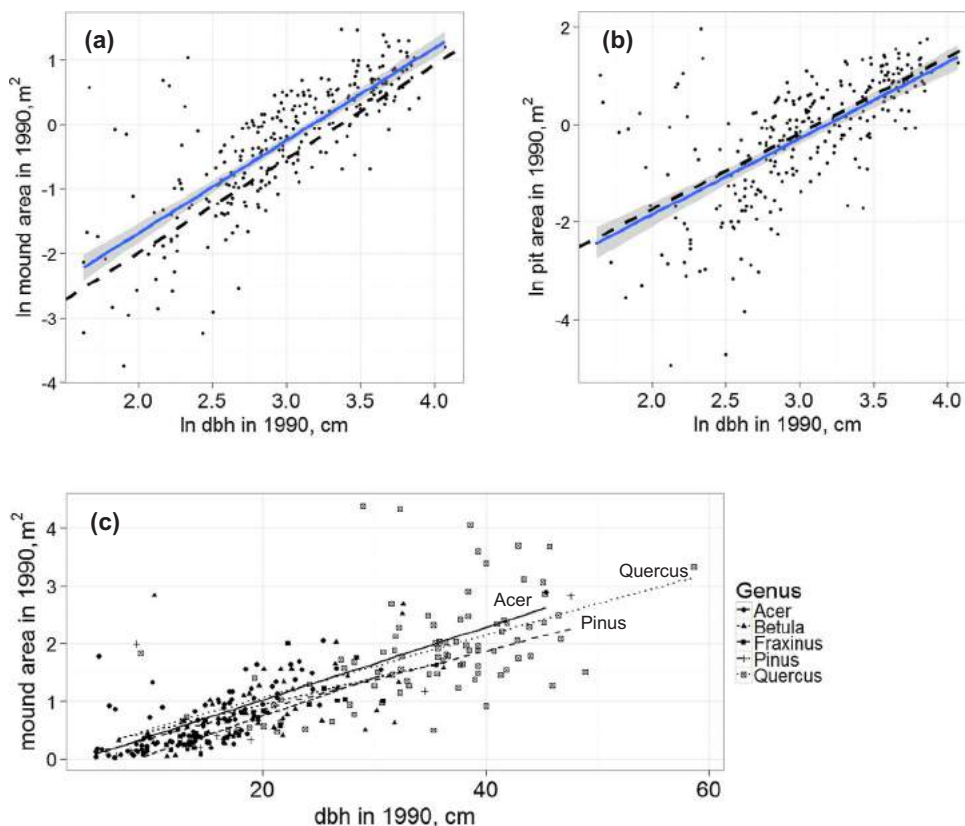 (a)
ln mound area in 1990, m²
1
0
-1
-2
-3
-4
2.0 2.5 3.0 3.5 4.0
ln dbh in 1990, cm
(b)
ln pit area in 1990, m²
2
0
-2
-4
2.0 2.5 3.0 3.5 4.0
ln dbh in 1990, cm
(c)
mound area in 1990, m²
4
3
2
1
0
20 40 60
dbh in 1990, cm
Quercus
Acer
Pinus
Genus
Acer
Betula
Fraxinus
Pinus
Quercus